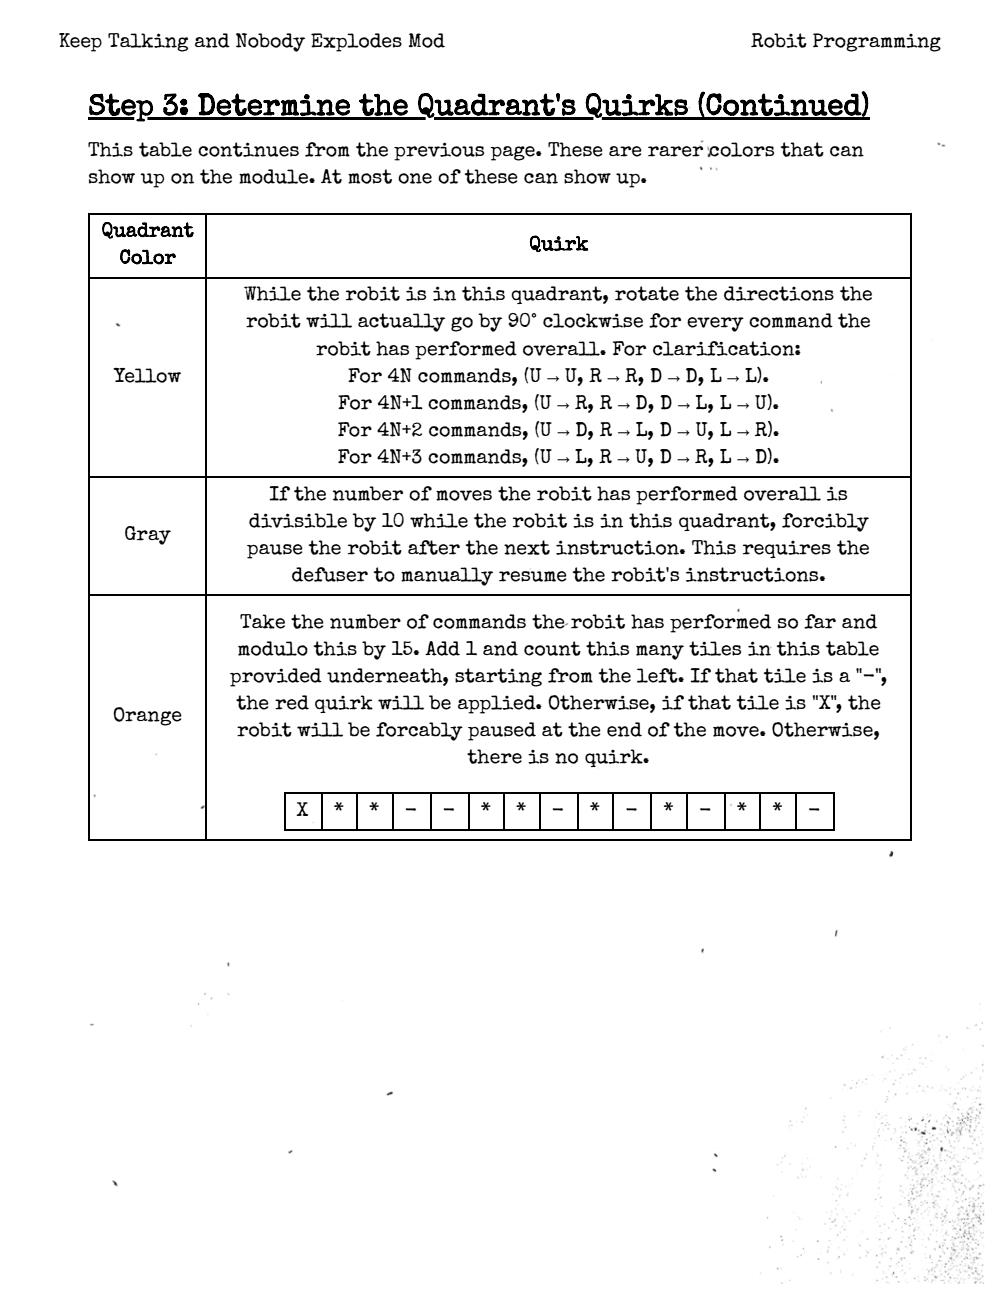 Keep Talking and Nobody Explodes Mod
Robit Programming
Step 3: Determine the Quadrant's Quirks (Continued)
This table continues from the previous page. These are rarer colors that can
show up on the module. At most one of these can show up.
Quadrant
Color
Quirk
Yellow
While the robit is in this quadrant, rotate the directions the
robit will actually go by 90° clockwise for every command the
robit has performed overall. For clarification:
For 4N commands, (U → U, R → R, D → D, L → L).
For 4N+1 commands, (U → R, R → D, D → L, L → U).
For 4N+2 commands, (U → D, R → L, D → U, L → R).
For 4N+3 commands, (U → L, R → U, D → R, L → D).
Gray
If the number of moves the robit has performed overall is
divisible by 10 while the robit is in this quadrant, forcibly
pause the robit after the next instruction. This requires the
defuser to manually resume the robit's instructions.
Orange
Take the number of commands the robit has performed so far and
modulo this by 15. Add 1 and count this many tiles in this table
provided underneath, starting from the left. If that tile is a "-",
the red quirk will be applied. Otherwise, if that tile is "X", the
robit will be forcably paused at the end of the move. Otherwise,
there is no quirk.
X * * - - * * - * - * - * * -